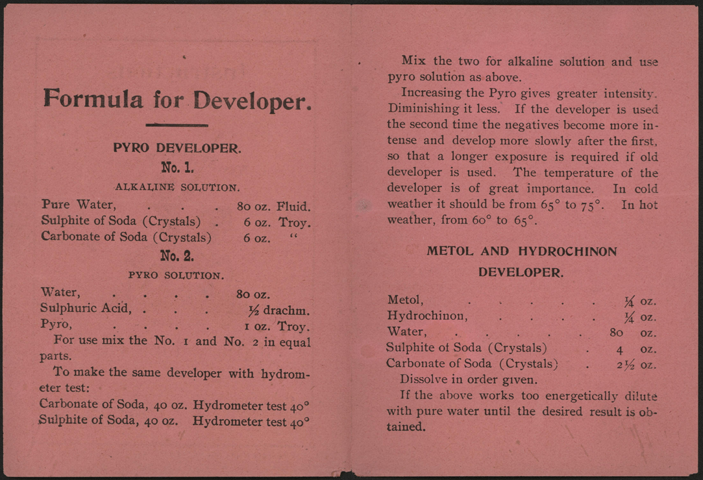 Formula for Developer.
PYRO DEVELOPER.
No. 1.
ALKALINE SOLUTION.
Pure Water, . . . 80 oz. Fluid.
Sulphite of Soda (Crystals) . 6 oz. Troy.
Carbonate of Soda (Crystals) 6 oz. “
No. 2.
PYRO SOLUTION.
Water, . . . . 80 oz.
Sulphuric Acid, . . . ½ drachm.
Pyro, . . . . 1 oz. Troy.
For use mix the No. 1 and No. 2 in equal
parts.
To make the same developer with hydrom-
eter test:
Carbonate of Soda, 40 oz. Hydrometer test 40°
Sulphite of Soda, 40 oz. Hydrometer test 40°
Mix the two for alkaline solution and use
pyro solution as above.
Increasing the Pyro gives greater intensity.
Diminishing it less. If the developer is used
the second time the negatives become more in-
tense and develop more slowly after the first,
so that a longer exposure is required if old
developer is used. The temperature of the
developer is of great importance. In cold
weather it should be from 65° to 75°. In hot
weather, from 60° to 65°.
METOL AND HYDROCHINON
DEVELOPER.
Metol, . . . . . ¼ oz.
Hydrochinon, . . . . ¼ oz.
Water, . . . . . 80 oz.
Sulphite of Soda (Crystals) . 4 oz.
Carbonate of Soda (Crystals) . 2½ oz.
Dissolve in order given.
If the above works too energetically dilute
with pure water until the desired result is ob-
tained.